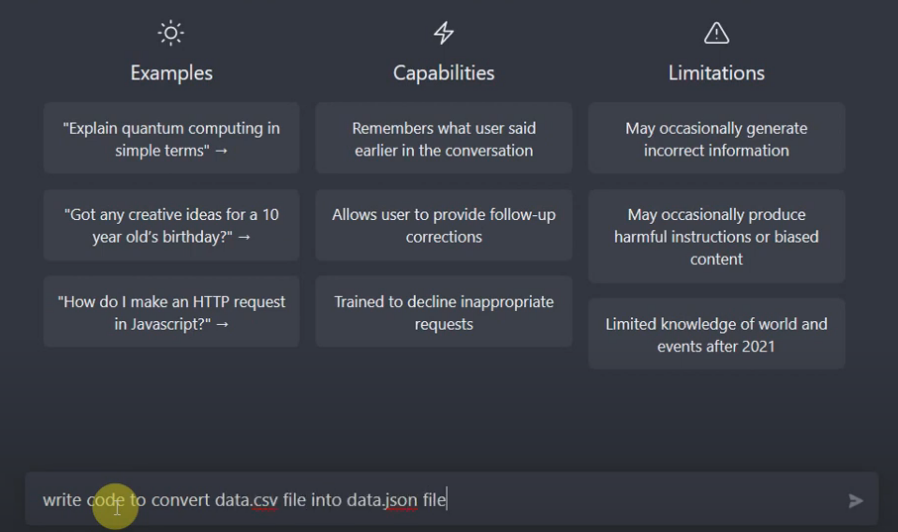 Examples
"Explain quantum computing in
simple terms" →
"Got any creative ideas for a 10
year old's birthday?" →
"How do I make an HTTP request
in Javascript?" →
Capabilities
Remembers what user said
earlier in the conversation
Allows user to provide follow-up
corrections
Trained to decline inappropriate
requests
Limitations
May occasionally generate
incorrect information
May occasionally produce
harmful instructions or biased
content
Limited knowledge of world and
events after 2021
write code to convert data.csv file into data.json file